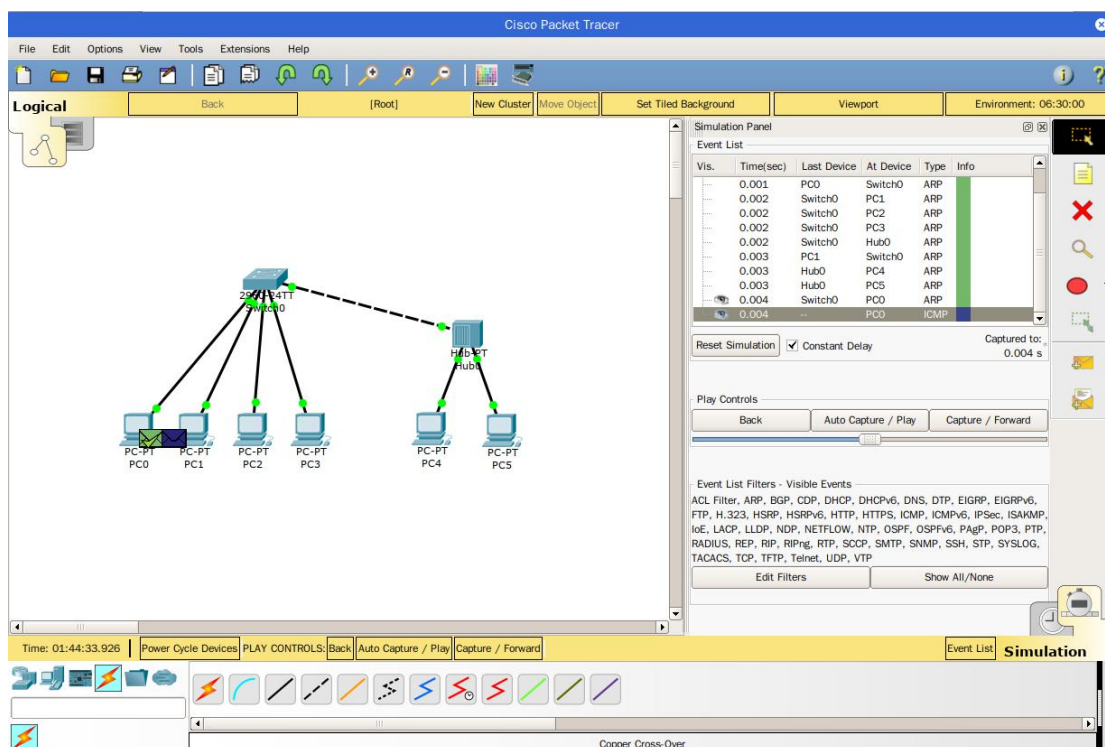 Cisco Packet Tracer
File Edit Options View Tools Extensions Help
Logical Back [Root] New Cluster Move Object Set Tiled Background Viewport Environment: 06:30:00
Simulation Panel
Event List
Vis. Time(sec) Last Device At Device Type Info
0.001 PC0 Switch0 ARP
0.002 Switch0 PC1 ARP
0.002 Switch0 PC2 ARP
0.002 Switch0 PC3 ARP
0.002 Switch0 Hub0 ARP
0.003 PC1 Switch0 ARP
0.003 Hub0 PC4 ARP
0.003 Hub0 PC5 ARP
0.004 Switch0 PC0 ARP
0.004 -- PC0 ICMP
Reset Simulation Constant Delay Captured to:
0.004 s
Play Controls
Back Auto Capture / Play Capture / Forward
Event List Filters - Visible Events
ACL Filter, ARP, BGP, CDP, DHCP, DHCPv6, DNS, DTP, EIGRP, EIGRPv6,
FTP, H.323, HSRP, HSRPv6, HTTP, HTTPS, ICMP, ICMPv6, IPSec, ISAKMP,
IoE, LACP, LLDP, NDP, NETFLOW, NTP, OSPF, OSPFv6, PAgP, POP3, PTP,
RADIUS, REP, RIP, RIPng, RTP, SCCP, SMTP, SNMP, SSH, STP, SYSLOG,
TACACS, TCP, TFTP, Telnet, UDP, VTP
Edit Filters Show All/None
2950-24TT
Switch0
Hub-PT
Hub0
PC-PT
PC0
PC-PT
PC1
PC-PT
PC2
PC-PT
PC3
PC-PT
PC4
PC-PT
PC5
Time: 01:44:33.926 Power Cycle Devices PLAY CONTROLS: Back Auto Capture / Play Capture / Forward Event List Simulation
Copper Cross-Over